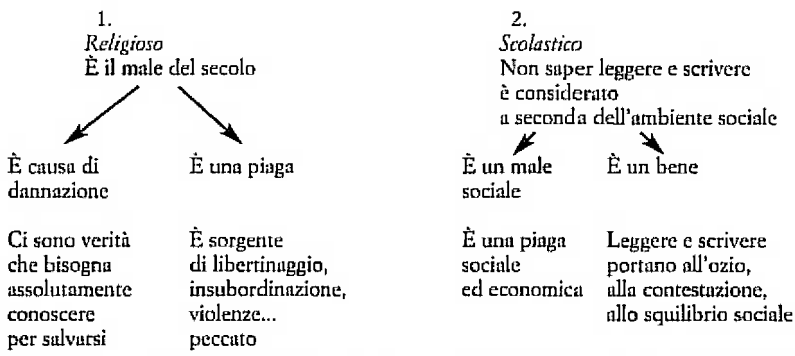 1.
Religioso
È il male del secolo
È causa di
dannazione
È una piaga
Ci sono verità
che bisogna
assolutamente
conoscere
per salvarsi
È sorgente
di libertinaggio,
insubordinazione,
violenze...
peccato
2.
Scolastico
Non saper leggere e scrivere
è considerato
a seconda dell'ambiente sociale
È un male
sociale
È un bene
È una piaga
sociale
ed economica
Leggere e scrivere
portano all'ozio,
alla contestazione,
allo squilibrio sociale